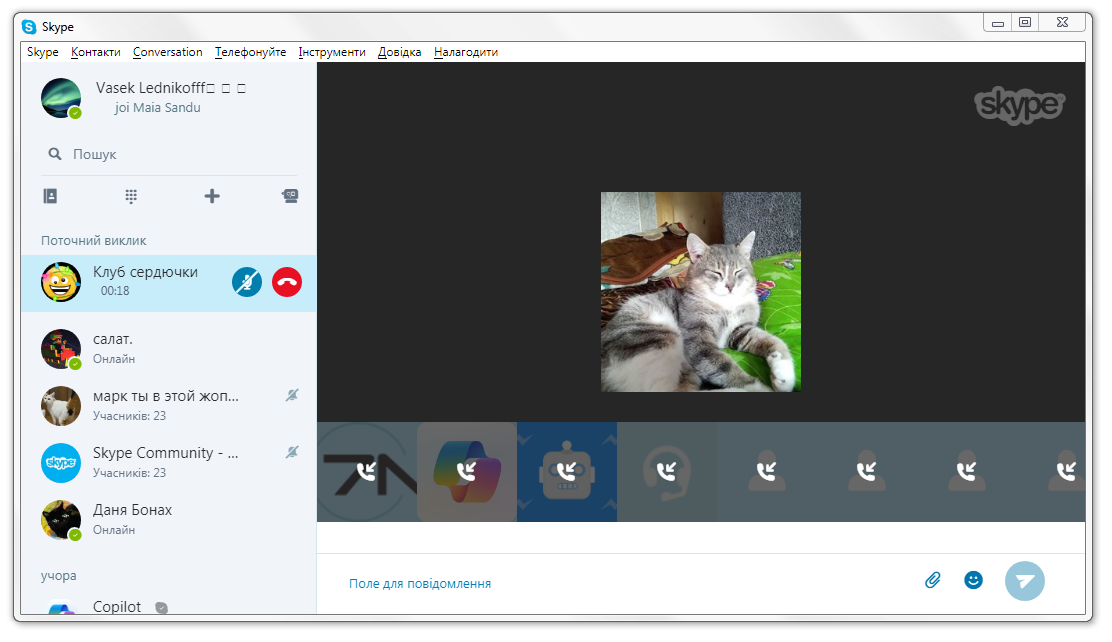 Skype
Skype Контакти Conversation Телефонуйте Інструменти Довідка Налагодити
Vasek Lednikofff□ □ □
joi Maia Sandu
skype
Пошук
Поточний виклик
Клуб сердючки
00:18
салат.
Онлайн
марк ты в этой жоп...
Учасників: 23
Skype Community - ...
Учасників: 23
Даня Бонах
Онлайн
учора
Copilot
Поле для повідомлення